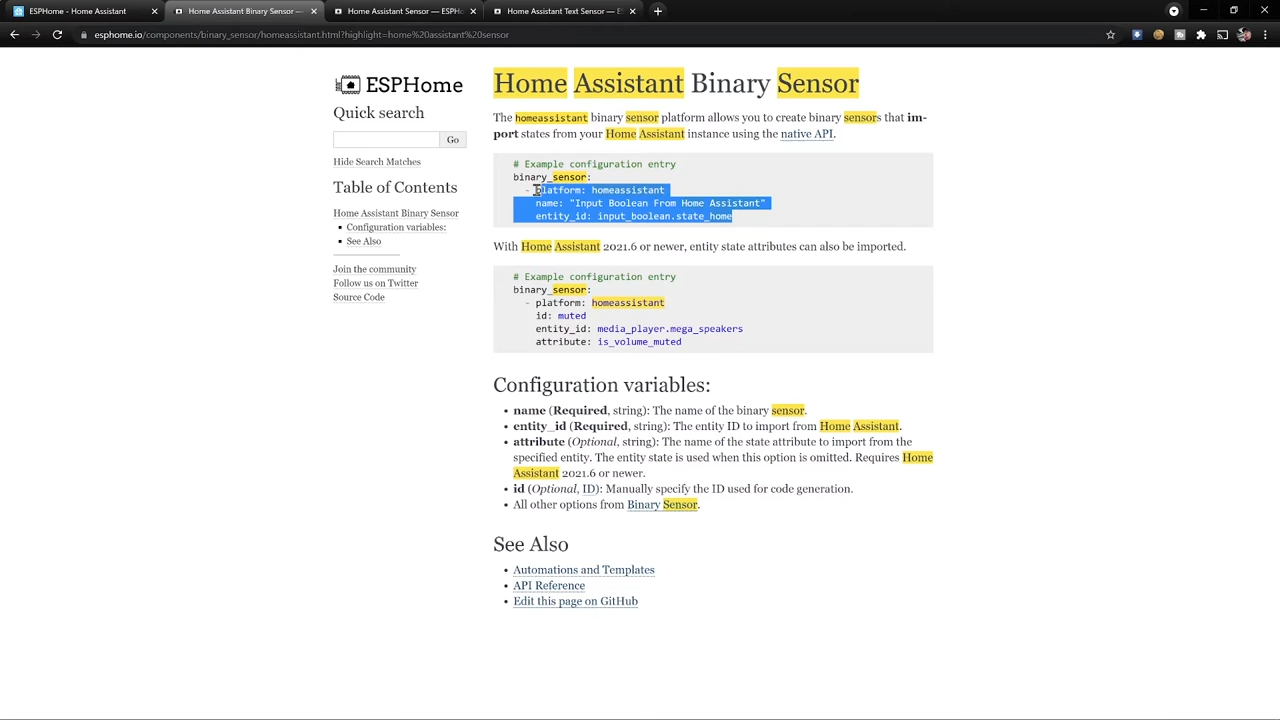 ESPHome - Home Assistant
Home Assistant Binary Sensor —
Home Assistant Sensor — ESPH
Home Assistant Text Sensor — ES
esphome.io/components/binary_sensor/homeassistant.html?highlight=home%20assistant%20sensor
ESPHome
Quick search
Go
Hide Search Matches
Table of Contents
Home Assistant Binary Sensor
Configuration variables:
See Also
Join the community
Follow us on Twitter
Source Code
Home Assistant Binary Sensor
The homeassistant binary sensor platform allows you to create binary sensors that im-
port states from your Home Assistant instance using the native API.
# Example configuration entry
binary_sensor:
- platform: homeassistant
name: "Input Boolean From Home Assistant"
entity_id: input_boolean.state_home
With Home Assistant 2021.6 or newer, entity state attributes can also be imported.
# Example configuration entry
binary_sensor:
- platform: homeassistant
id: muted
entity_id: media_player.mega_speakers
attribute: is_volume_muted
Configuration variables:
name (Required, string): The name of the binary sensor.
entity_id (Required, string): The entity ID to import from Home Assistant.
attribute (Optional, string): The name of the state attribute to import from the
specified entity. The entity state is used when this option is omitted. Requires Home
Assistant 2021.6 or newer.
id (Optional, ID): Manually specify the ID used for code generation.
All other options from Binary Sensor.
See Also
Automations and Templates
API Reference
Edit this page on GitHub